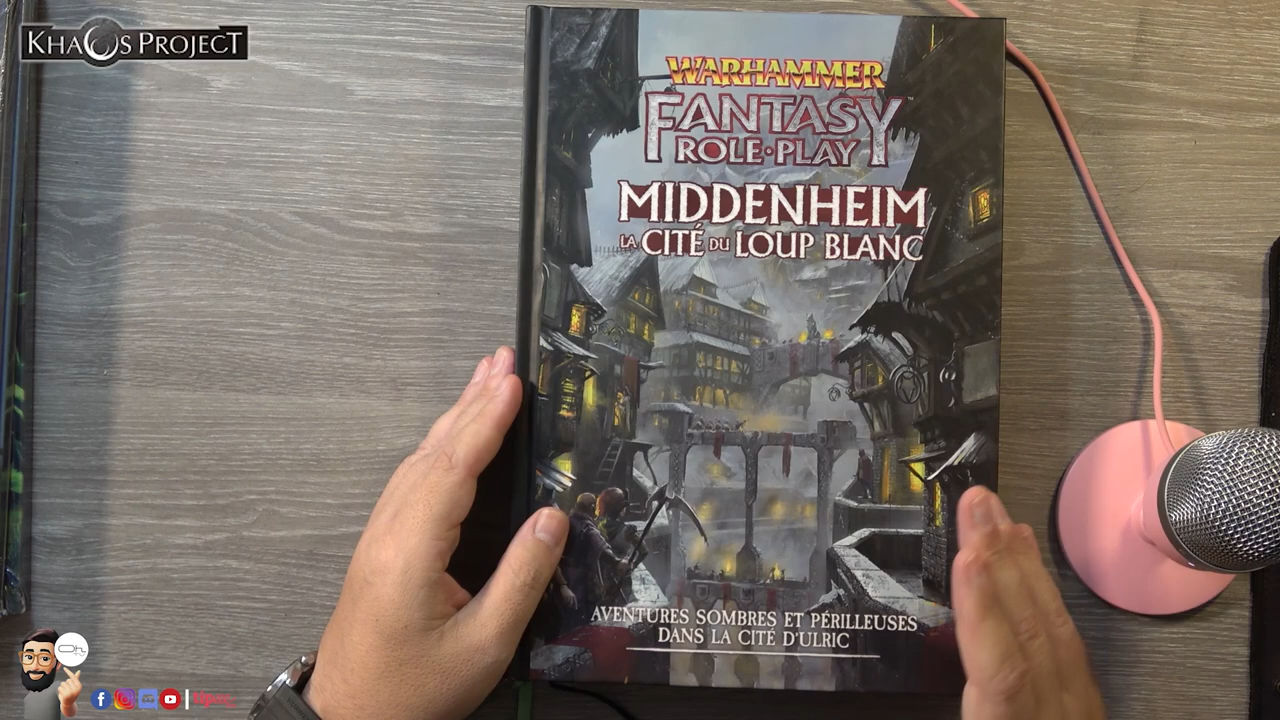 KHAOS PROJECT
WARHAMMER
FANTASY
ROLE•PLAY
MIDDENHEIM
LA CITÉ DU LOUP BLANC
AVENTURES SOMBRES ET PÉRILLEUSES
DANS LA CITÉ D'ULRIC